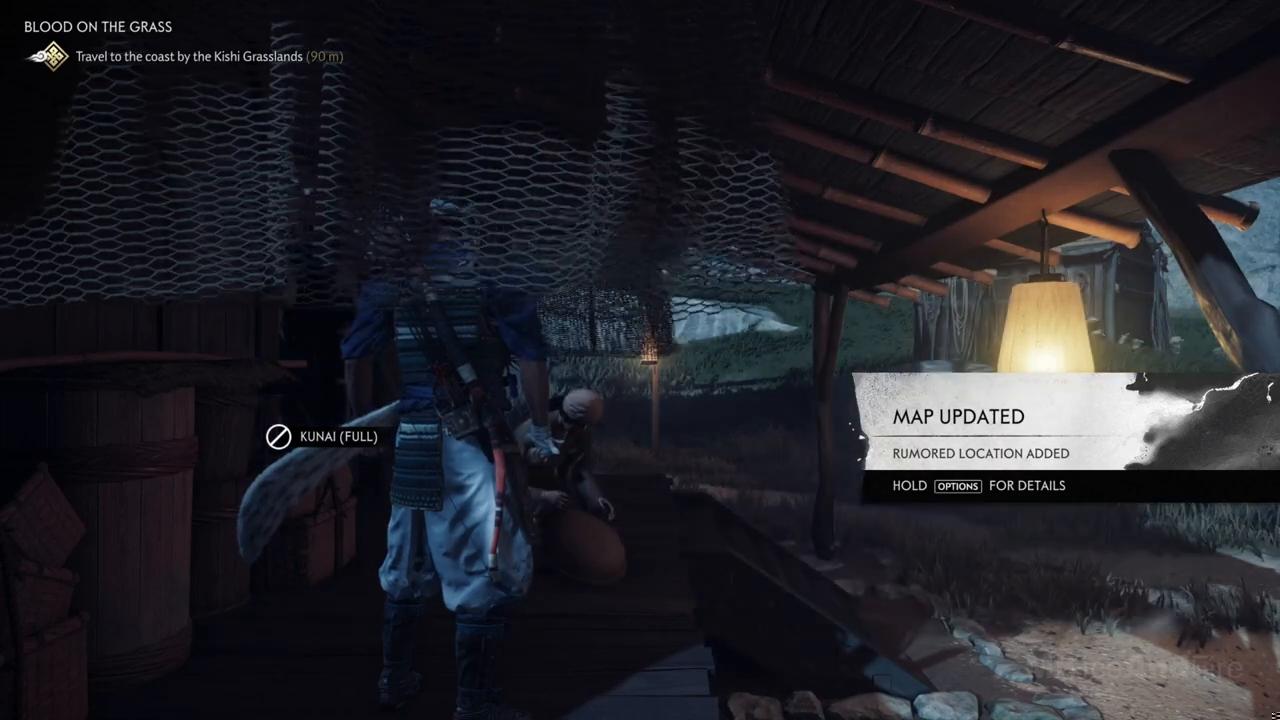 BLOOD ON THE GRASS
Travel to the coast by the Kishi Grasslands (90 m)
KUNAI (FULL)
MAP UPDATED
RUMORED LOCATION ADDED
HOLD OPTIONS FOR DETAILS